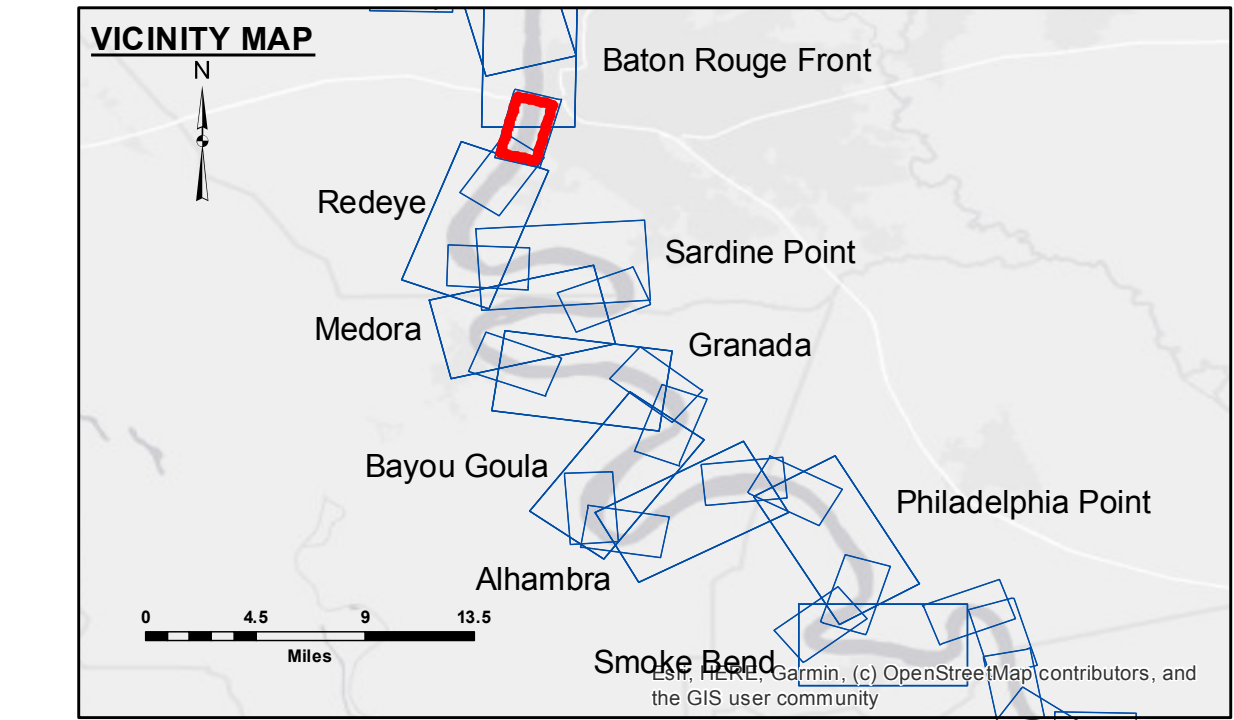 VICINITY MAP
N
Baton Rouge Front
Redeye
Sardine Point
Medora
Granada
Bayou Goula
Philadelphia Point
Alhambra
0 4.5 9 13.5
Miles
Smoke Bend
Esri, HERE, Garmin, (c) OpenStreetMap contributors, and
the GIS user community